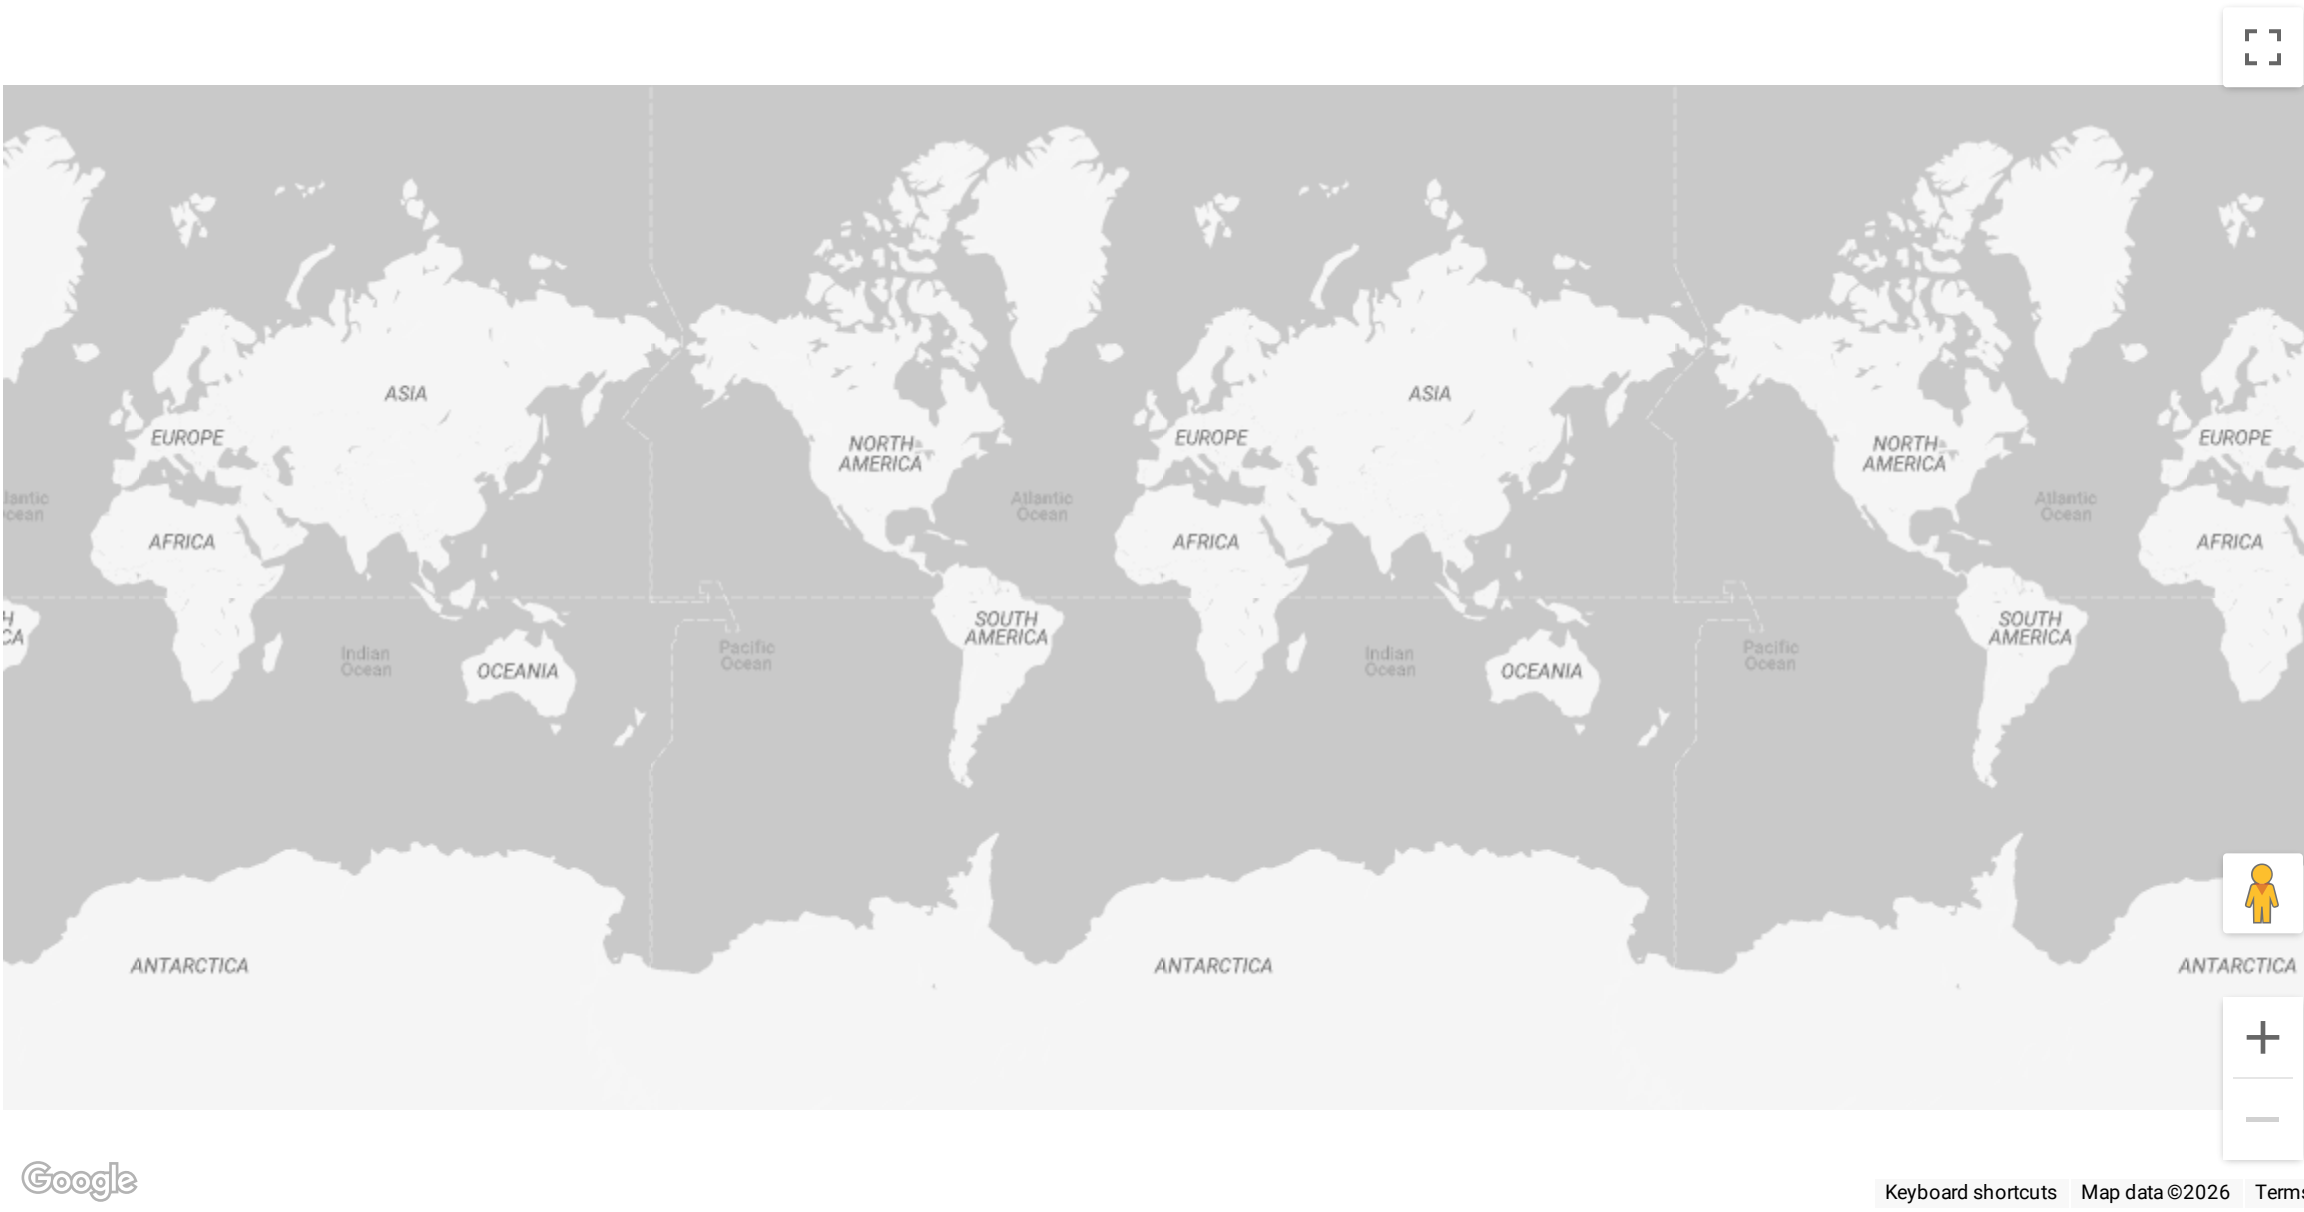 ASIA
ASIA
EUROPE
NORTH
AMERICA
EUROPE
NORTH
AMERICA
EUROPE
Atlantic
Ocean
Atlantic
Ocean
AFRICA
AFRICA
AFRICA
SOUTH
AMERICA
SOUTH
AMERICA
Indian
Ocean
OCEANIA
Pacific
Ocean
Indian
Ocean
OCEANIA
Pacific
Ocean
ANTARCTICA
ANTARCTICA
ANTARCTICA
Google
Keyboard shortcuts
Map data ©2026
Terms